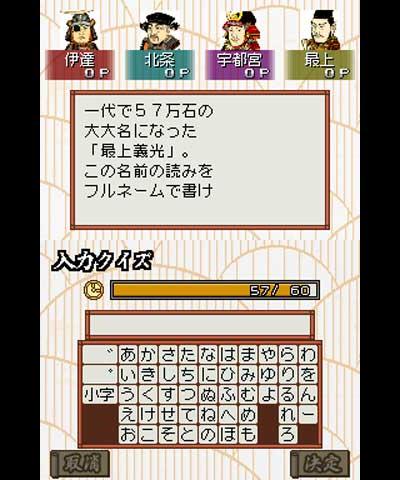 伊達 北条 宇都宮 最上
0P 0P 0P 0P
一代で57万石の
大大名になった
「最上義光」。
この名前の読みを
フルネームで書け
入力クイズ
57/ 60
゛ あ か さ た な は ま や ら わ
゜ い き し ち に ひ み ゆ り を
小字 う く す つ ぬ ふ む よ る ん
え け せ て ね へ め れ ー
お こ そ と の ほ も ろ
取消 決定